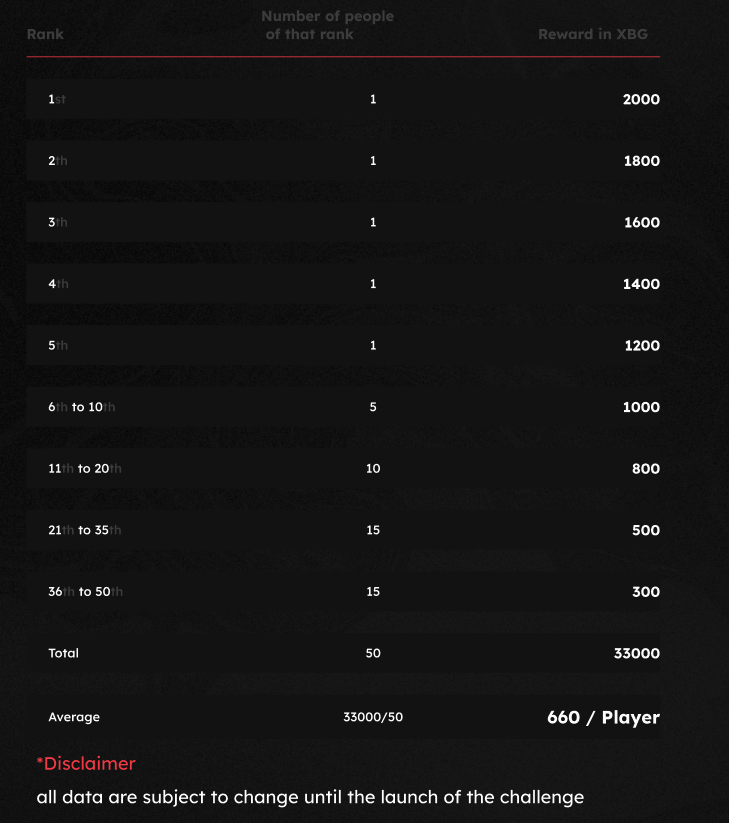 Number of people
Rank of that rank Reward in XBG
1st 1 2000
2th 1 1800
3th 1 1600
4th 1 1400
5th 1 1200
6th to 10th 5 1000
11th to 20th 10 800
21th to 35th 15 500
36th to 50th 15 300
Total 50 33000
Average 33000/50 660 / Player
*Disclaimer
all data are subject to change until the launch of the challenge